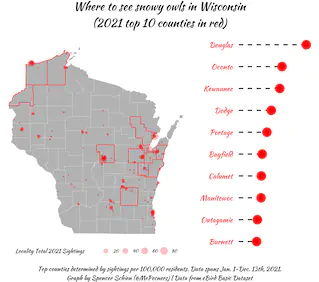 Where to see snowy owls in Wisconsin
(2021 top 10 counties in red)
Douglas
Oconto
Kewaunee
Dodge
Portage
Bayfield
Calumet
Manitowoc
Outagamie
Burnett
Locality Total 2021 Sightings 20 40 60 80
Top counties determined by sightings per 100,000 residents. Data spans Jan. 1-Dec. 15th, 2021.
Graph by Spencer Schien (@MrPecners) | Data from eBird Basic Dataset